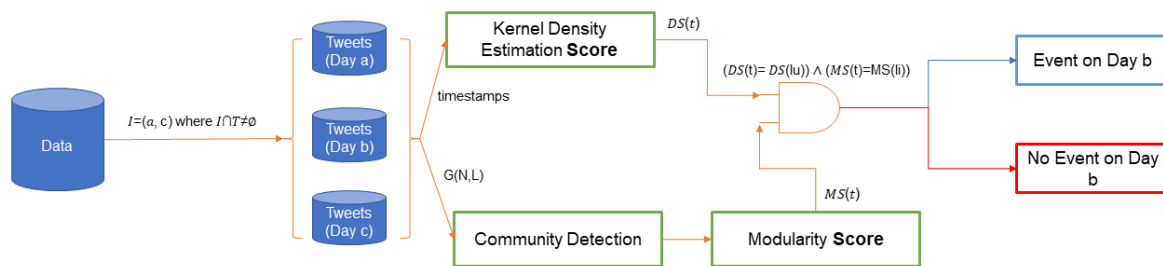 Data
I=(a, c) where I∩T≠∅
Tweets
(Day a)
Tweets
(Day b)
Tweets
(Day c)
timestamps
G(N,L)
Kernel Density
Estimation Score
DS(t)
Community Detection
Modularity Score
MS(t)
(DS(t)= DS(lu)) ∧ (MS(t)=MS(li))
Event on Day b
No Event on Day
b